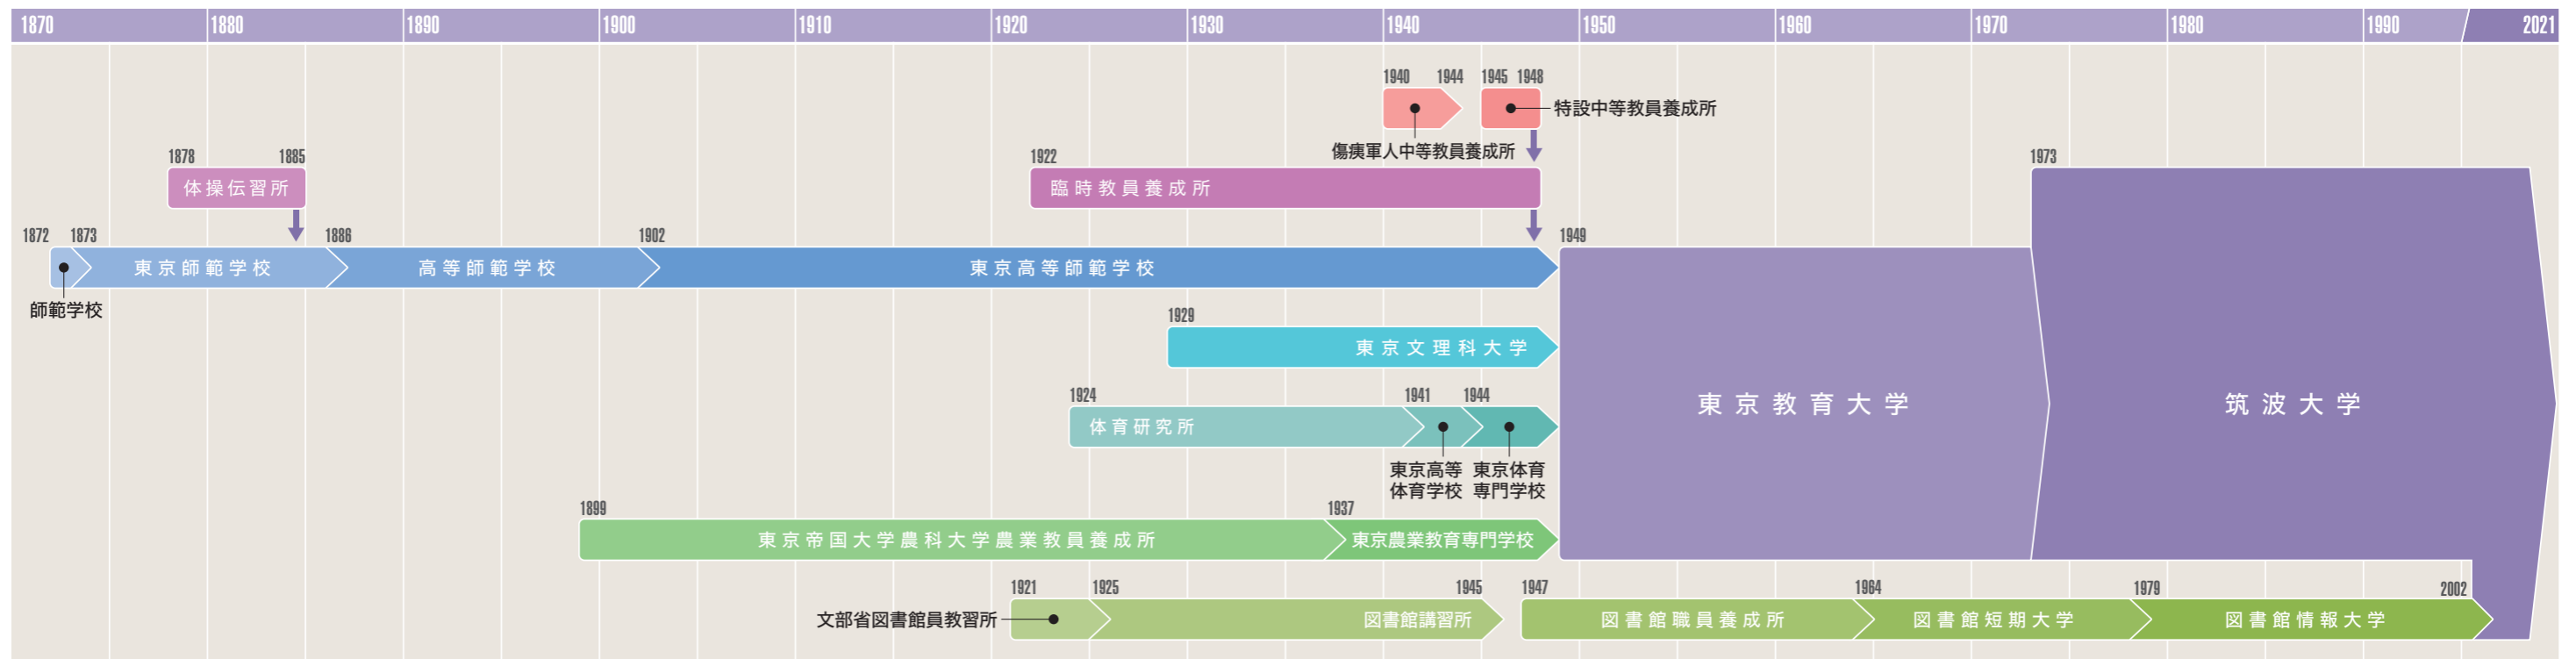 1870 1880 1890 1900 1910 1920 1930 1940 1950 1960 1970 1980 1990 2021
1940 1944 1945 1948
特設中等教員養成所
傷痍軍人中等教員養成所
1878 1885 1922 1973
体操伝習所
臨時教員養成所
1872 1873 1886 1902 1949
東京師範学校
高等師範学校
東京高等師範学校
師範学校
1929
東京文理科大学
1924 1941 1944
体育研究所
東京高等
体育学校
東京体育
専門学校
東京教育大学
筑波大学
1899 1937
東京帝国大学農科大学農業教員養成所
東京農業教育専門学校
1921 1925 1945 1947 1964 1979 2002
文部省図書館員教習所
図書館講習所
図書館職員養成所
図書館短期大学
図書館情報大学